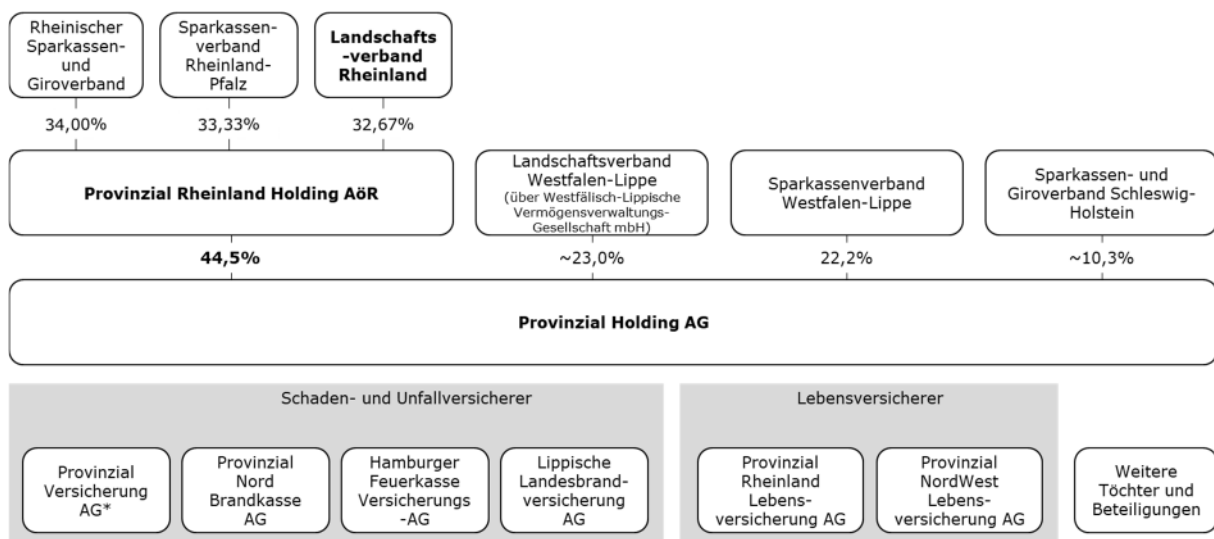 Rheinischer
Sparkassen-
und
Giroverband
Sparkassen-
verband
Rheinland-
Pfalz
Landschafts
-verband
Rheinland
34,00%
33,33%
32,67%
Provinzial Rheinland Holding AöR
Landschaftsverband
Westfalen-Lippe
(über Westfälisch-Lippische
Vermögensverwaltungs-
Gesellschaft mbH)
Sparkassenverband
Westfalen-Lippe
Sparkassen- und
Giroverband Schleswig-
Holstein
44,5%
~23,0%
22,2%
~10,3%
Provinzial Holding AG
Schaden- und Unfallversicherer
Lebensversicherer
Provinzial
Versicherung
AG*
Provinzial
Nord
Brandkasse
AG
Hamburger
Feuerkasse
Versicherungs
-AG
Lippische
Landesbrand-
versicherung
AG
Provinzial
Rheinland
Lebens-
versicherung AG
Provinzial
NordWest
Lebens-
versicherung AG
Weitere
Töchter und
Beteiligungen